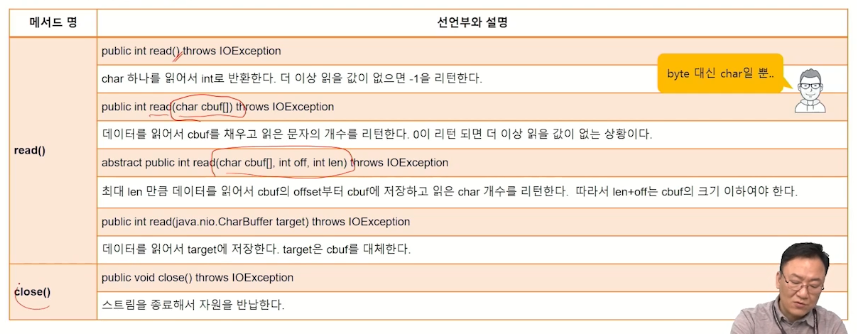 메서드 명 선언부와 설명
public int read() throws IOException
char 하나를 읽어서 int로 반환한다. 더 이상 읽을 값이 없으면 -1을 리턴한다.
byte 대신 char일 뿐..
public int read(char cbuf[]) throws IOException
데이터를 읽어서 cbuf를 채우고 읽은 문자의 개수를 리턴한다. 0이 리턴 되면 더 이상 읽을 값이 없는 상황이다.
read()
abstract public int read(char cbuf[], int off, int len) throws IOException
최대 len 만큼 데이터를 읽어서 cbuf의 offset부터 cbuf에 저장하고 읽은 char 개수를 리턴한다. 따라서 len+off는 cbuf의 크기 이하여야 한다.
public int read(java.nio.CharBuffer target) throws IOException
데이터를 읽어서 target에 저장한다. target은 cbuf를 대체한다.
close()
public void close() throws IOException
스트림을 종료해서 자원을 반납한다.